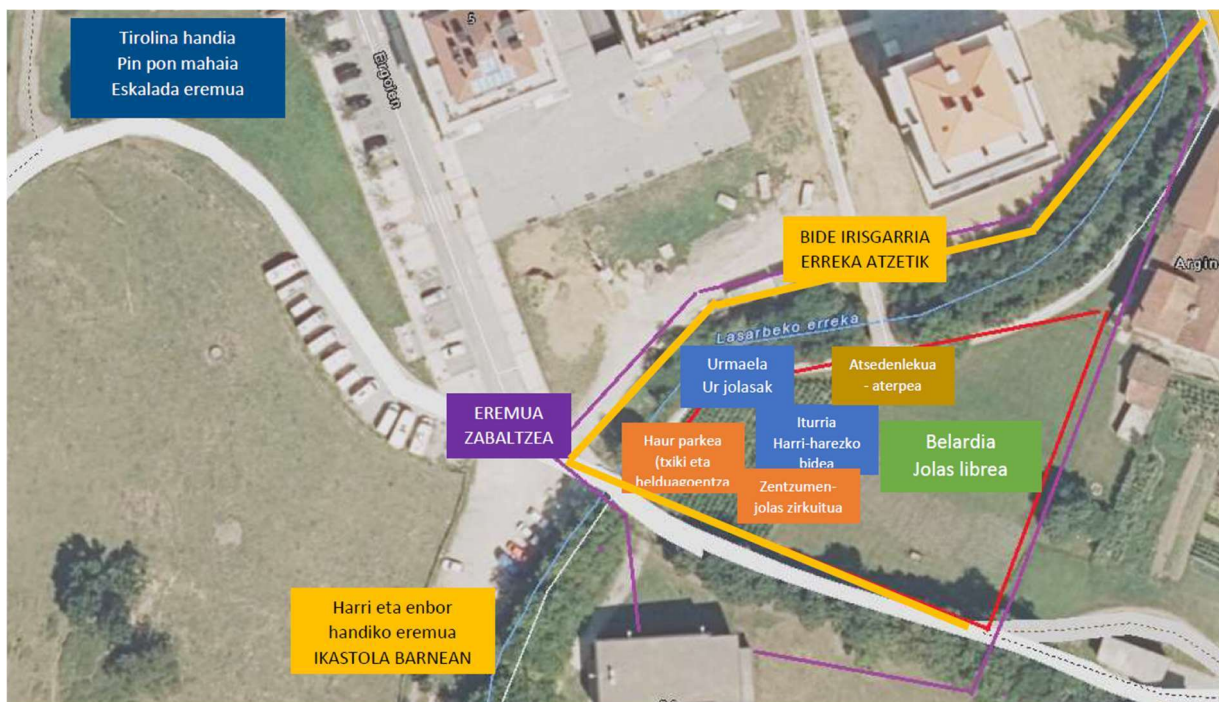 Tirolina handia
Pin pon mahaia
Eskalada eremua
5
Ergoien
BIDE IRISGARRIA
ERREKA ATZETIK
Lasarbeko erreka
Urmaela
Ur jolasak
Atsedenlekua
- aterpea
EREMUA
ZABALTZEA
Haur parkea
(txiki eta
helduagoentza
Iturria
Harri-harezko
bidea
Belardia
Jolas librea
Zentzumen-
jolas zirkuitua
Harri eta enbor
handiko eremua
IKASTOLA BARNEAN
Argin